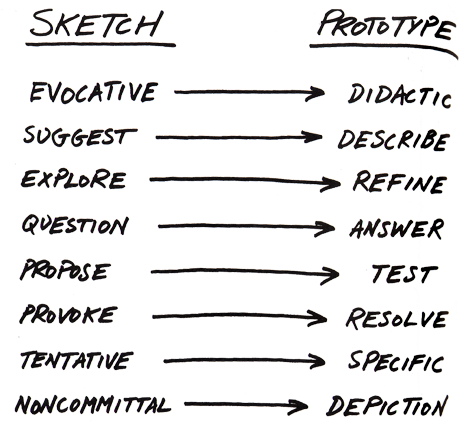 SKETCH PROTOTYPE
EVOCATIVE DIDACTIC
SUGGEST DESCRIBE
EXPLORE REFINE
QUESTION ANSWER
PROPOSE TEST
PROVOKE RESOLVE
TENTATIVE SPECIFIC
NONCOMMITTAL DEPICTION